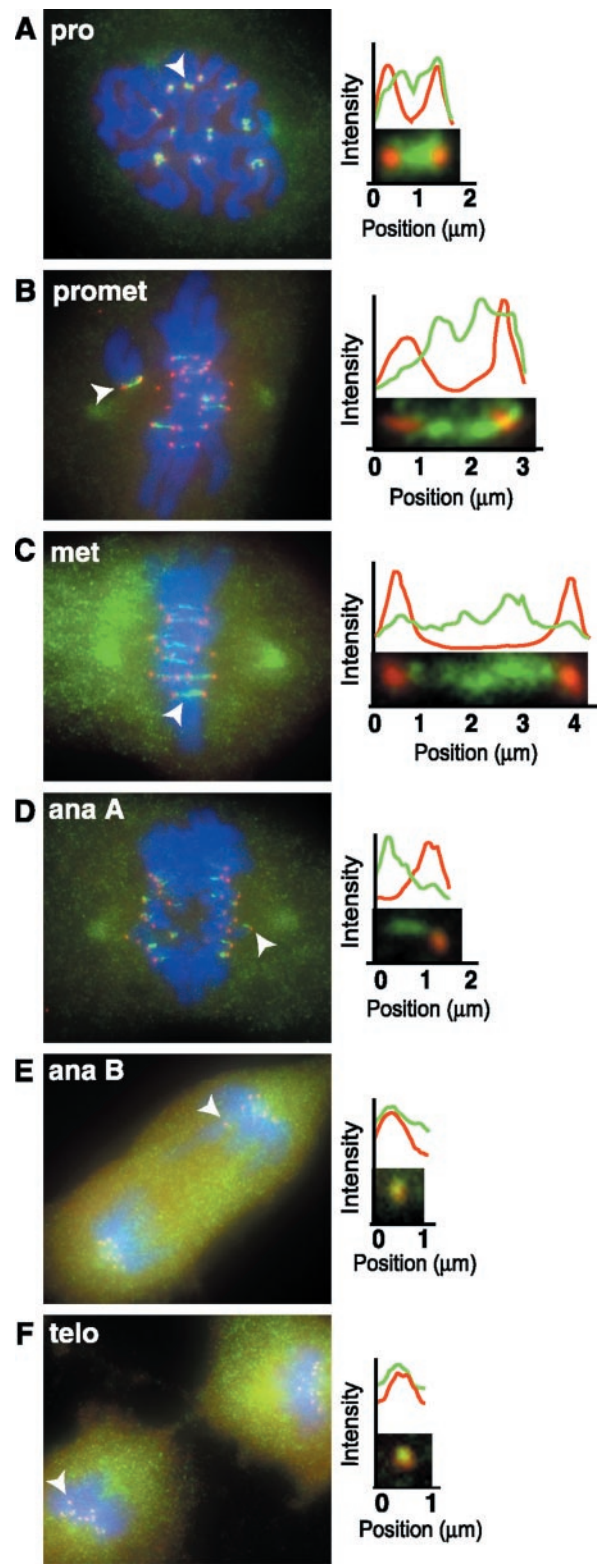 A pro
Intensity
0 1 2
Position (μm)
B promet
Intensity
0 1 2 3
Position (μm)
C met
Intensity
0 1 2 3 4
Position (μm)
D ana A
Intensity
0 1 2
Position (μm)
E ana B
Intensity
0 1
Position (μm)
F telo
Intensity
0 1
Position (μm)